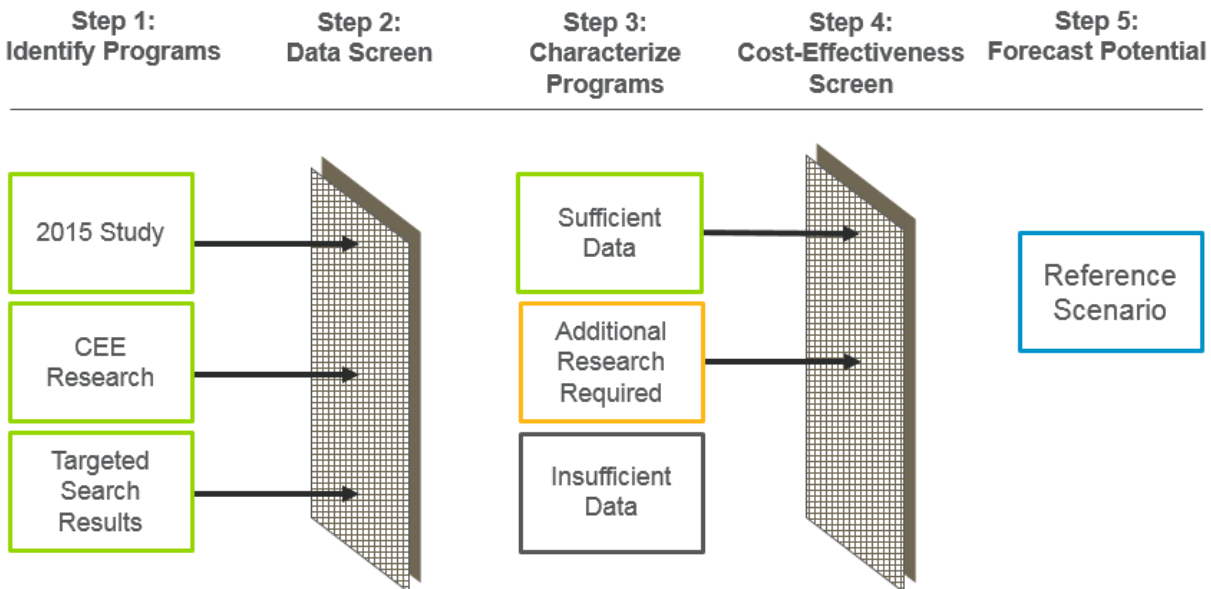 Step 1:
Identify Programs
Step 2:
Data Screen
Step 3:
Characterize
Programs
Step 4:
Cost-Effectiveness
Screen
Step 5:
Forecast Potential
2015 Study
CEE
Research
Targeted
Search
Results
Sufficient
Data
Additional
Research
Required
Insufficient
Data
Reference
Scenario